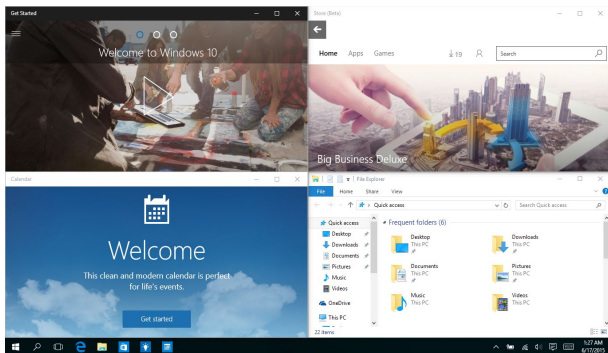 Get Started
Welcome to Windows 10
Store (Beta)
Home Apps Games 19 Search
Big Business Deluxe
Calendar
Welcome
This clean and modern calendar is perfect
for life's events.
Get started
File Explorer
File Home Share View
Quick access Search Quick access
Quick access
Desktop
Downloads
Documents
Pictures
Music
Videos
OneDrive
This PC
22 items
Frequent folders (6)
Desktop
This PC
Downloads
This PC
Documents
This PC
Pictures
This PC
Music
This PC
Videos
This PC
1:27 AM
6/17/2015